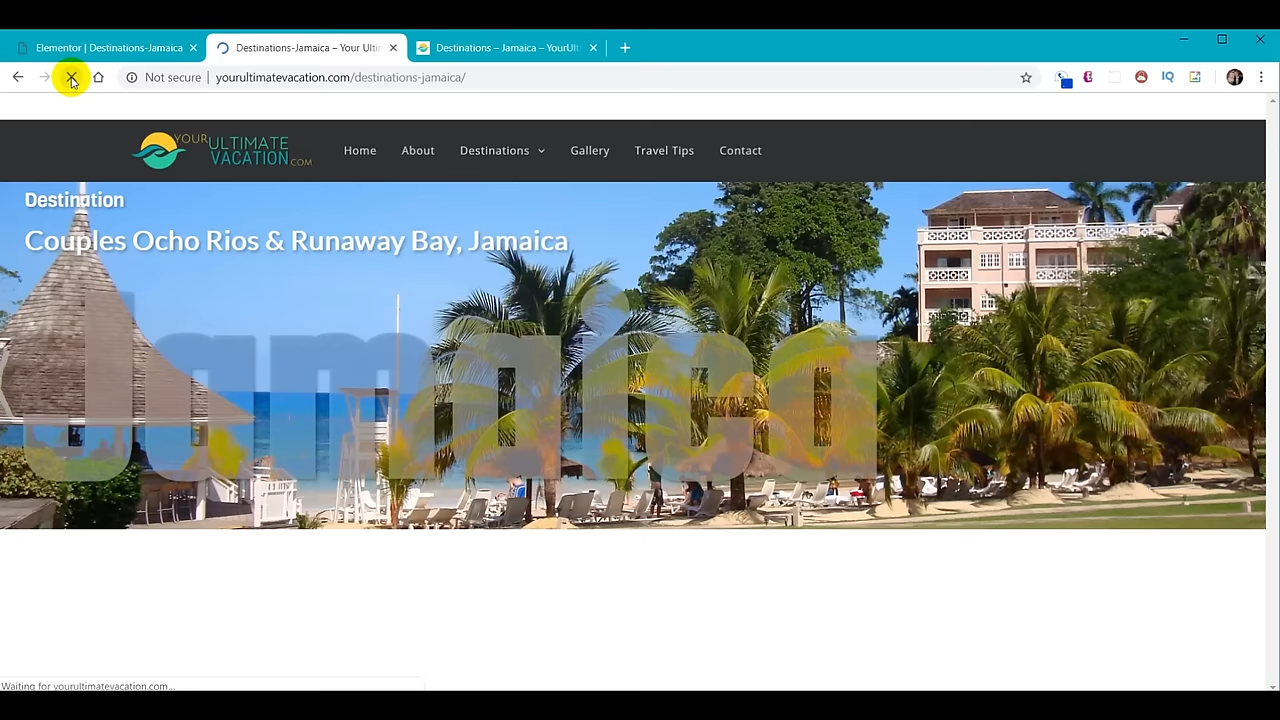 Elementor | Destinations-Jamaica
Destinations-Jamaica – Your Ultim
Destinations – Jamaica – YourUlt
Not secure | yourultimatevacation.com/destinations-jamaica/
IQ
YOUR ULTIMATE
VACATION.COM
Home About Destinations Gallery Travel Tips Contact
Destination
Couples Ocho Rios & Runaway Bay, Jamaica
Jamaica
Waiting for yourultimatevacation.com...